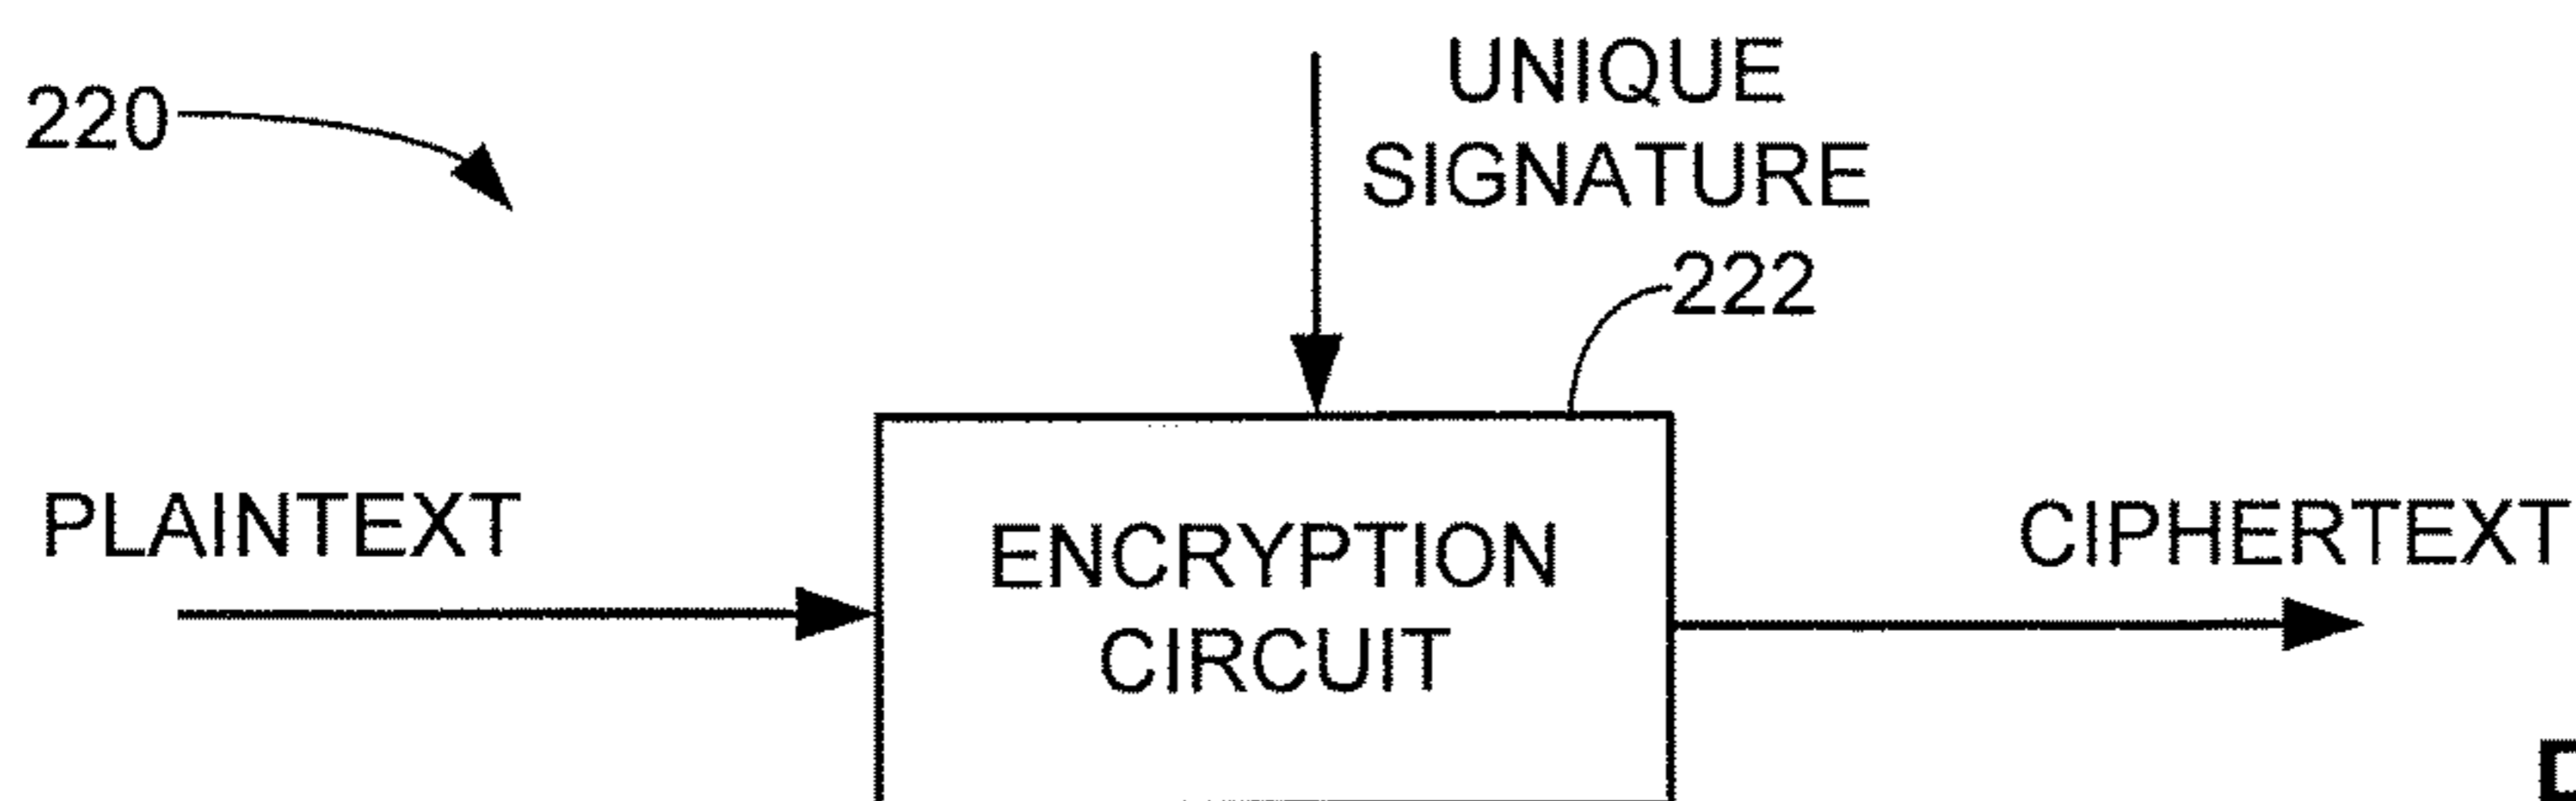 220
UNIQUE
SIGNATURE
222
PLAINTEXT
ENCRYPTION
CIRCUIT
CIPHERTEXT